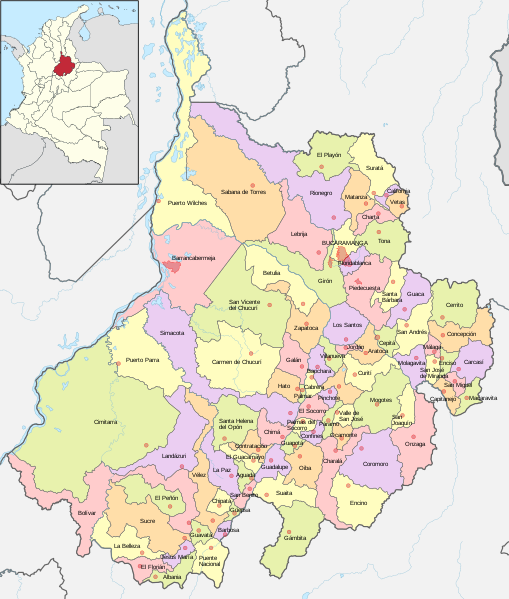 El Playón
Suratá
California
Vetas
Matanza
Charta
Sabana de Torres
Rionegro
Puerto Wilches
Lebrija
BUCARAMANGA
Tona
Floridablanca
Barrancabermeja
Betulia
Girón
Piedecuesta
Santa
Bárbara
Guaca
Cerrito
San Vicente
del Chucurí
Zapatoca
Los Santos
San Andrés
Concepción
Simacota
Cepitá
Jordán
Aratoca
Málaga
Molagavita
Enciso
Carcasí
San José
de Miranda
San Miguel
Capitanejo
Macaravita
Puerto Parra
Carmen de Chucurí
Galán
Villanueva
Barichara
Curití
Hato
Cabrera
Palmar
Pinchote
Mogotes
El Socorro
Valle de
San José
San
Joaquín
Onzaga
Cimitarra
Santa Helena
del Opón
Chimá
Palmas del
Socorro
Páramo
Confines
Ocamonte
Guapotá
Contratación
El Guacamayo
Charalá
Coromoro
Landázuri
Vélez
La Paz
Aguada
Guadalupe
Oiba
San Benito
Suaita
Encino
El Peñón
Chipatá
Güepsa
Bolívar
Sucre
Guavatá
Barbosa
Gámbita
La Belleza
Jesús María
Puente
Nacional
El Florián
Albania